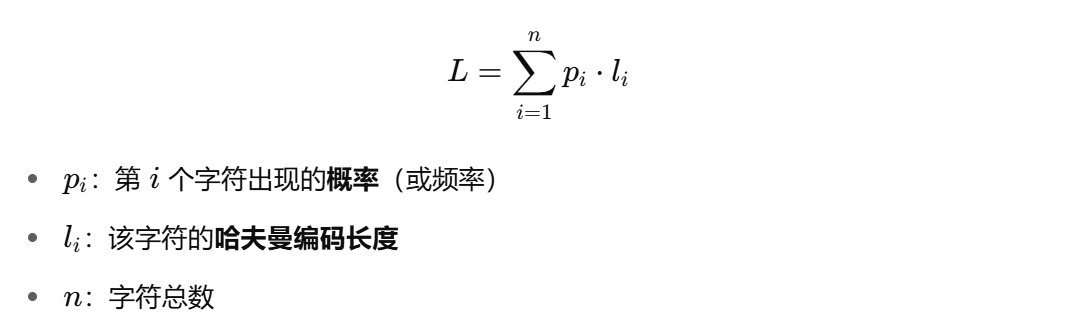 L = \sum_{i=1}^{n} p_i \cdot l_i
• p_i：第 i 个字符出现的概率（或频率）
• l_i：该字符的哈夫曼编码长度
• n：字符总数